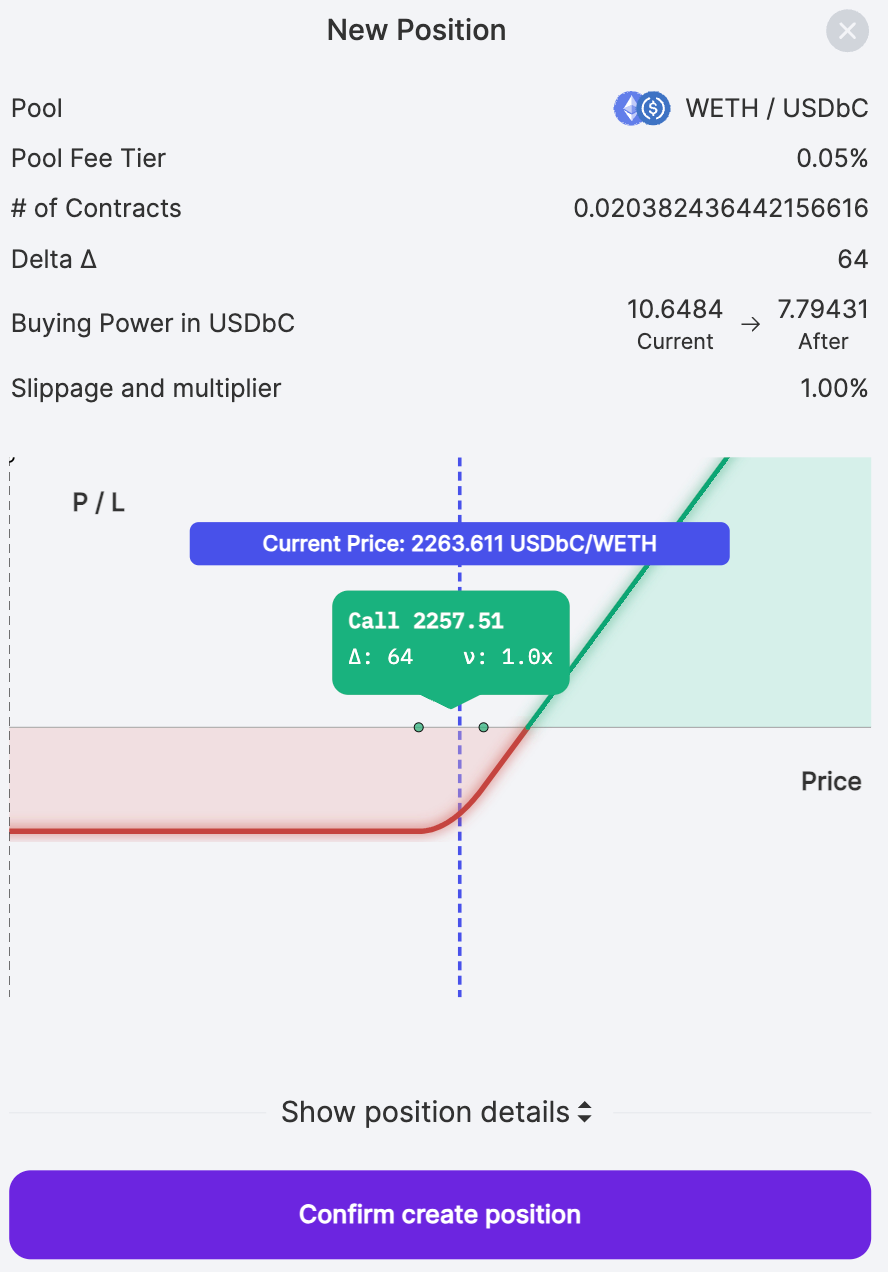 New Position
Pool WETH / USDbC
Pool Fee Tier 0.05%
# of Contracts 0.020382436442156616
Delta Δ 64
Buying Power in USDbC 10.6484 → 7.79431
Current After
Slippage and multiplier 1.00%
P / L
Current Price: 2263.611 USDbC/WETH
Call 2257.51
Δ: 64 ν: 1.0x
Price
Show position details
Confirm create position